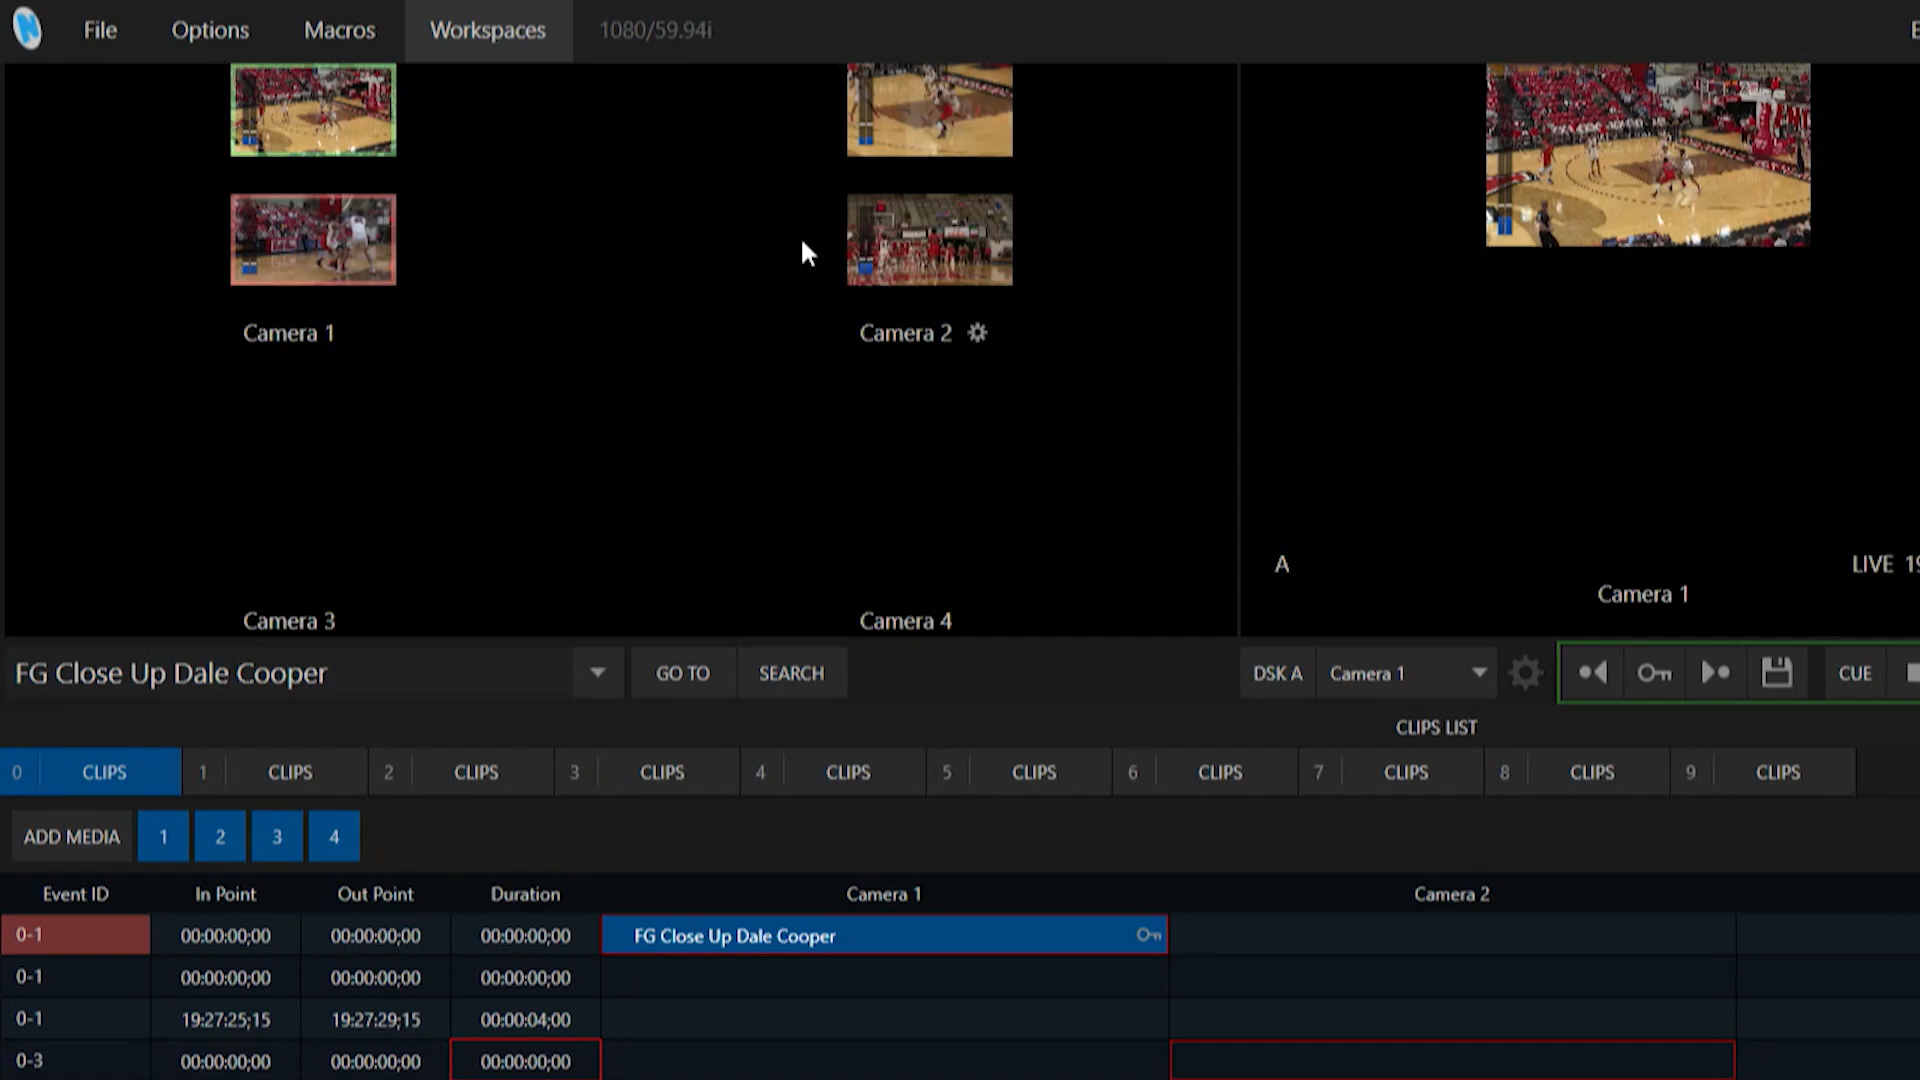 File Options Macros Workspaces 1080/59.94i
Camera 1 Camera 2
A LIVE
Camera 1
Camera 3 Camera 4
FG Close Up Dale Cooper GO TO SEARCH DSK A Camera 1 CUE
CLIPS LIST
0 CLIPS 1 CLIPS 2 CLIPS 3 CLIPS 4 CLIPS 5 CLIPS 6 CLIPS 7 CLIPS 8 CLIPS 9 CLIPS
ADD MEDIA 1 2 3 4
Event ID In Point Out Point Duration Camera 1 Camera 2
0-1 00:00:00;00 00:00:00;00 00:00:00;00 FG Close Up Dale Cooper
0-1 00:00:00;00 00:00:00;00 00:00:00;00
0-1 19:27:25;15 19:27:29;15 00:00:04;00
0-3 00:00:00;00 00:00:00;00 00:00:00;00